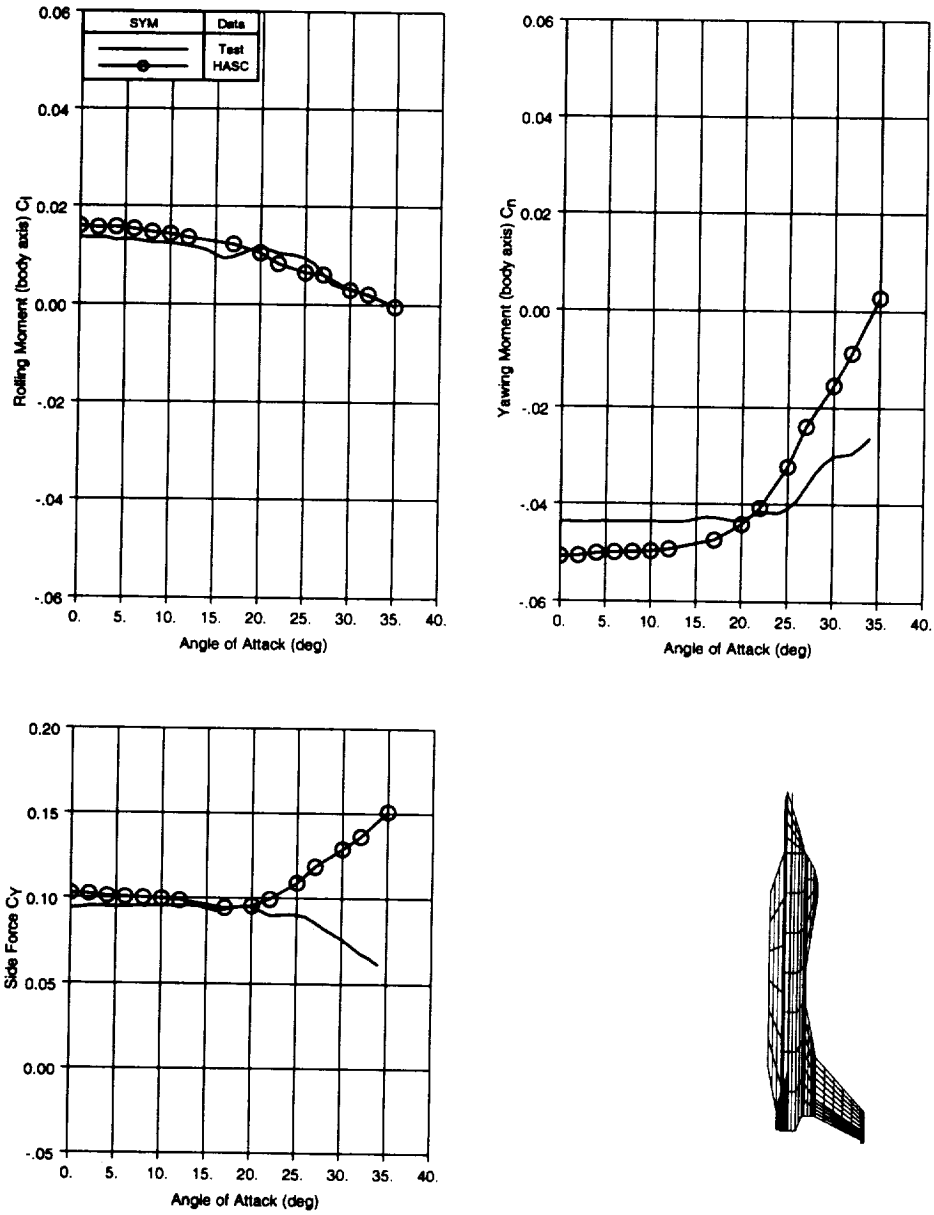 SYM Data
Test
HASC
0.06
0.04
0.02
0.00
-.02
-.04
-.06
Rolling Moment (body axis) Cl
0. 5. 10. 15. 20. 25. 30. 35. 40.
Angle of Attack (deg)
0.06
0.04
0.02
0.00
-.02
-.04
-.06
Yawing Moment (body axis) Cn
0. 5. 10. 15. 20. 25. 30. 35. 40.
Angle of Attack (deg)
0.20
0.15
0.10
0.05
0.00
-.05
Side Force CY
0. 5. 10. 15. 20. 25. 30. 35. 40.
Angle of Attack (deg)